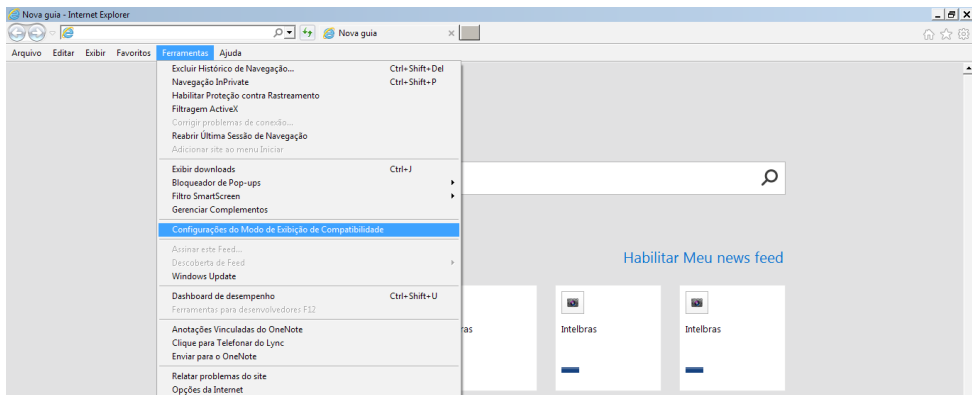 Nova guia - Internet Explorer
Nova guia
Arquivo Editar Exibir Favoritos Ferramentas Ajuda
Excluir Histórico de Navegação... Ctrl+Shift+Del
Navegação InPrivate Ctrl+Shift+P
Habilitar Proteção contra Rastreamento
Filtragem ActiveX
Corrigir problemas de conexão...
Reabrir Última Sessão de Navegação
Adicionar site ao menu Iniciar
Exibir downloads Ctrl+J
Bloqueador de Pop-ups
Filtro SmartScreen
Gerenciar Complementos
Configurações do Modo de Exibição de Compatibilidade
Assinar este Feed...
Descoberta de Feed
Windows Update
Dashboard de desempenho Ctrl+Shift+U
Ferramentas para desenvolvedores F12
Anotações Vinculadas do OneNote
Clique para Telefonar do Lync
Enviar para o OneNote
Relatar problemas do site
Opções da Internet
Habilitar Meu news feed
ras
Intelbras
Intelbras